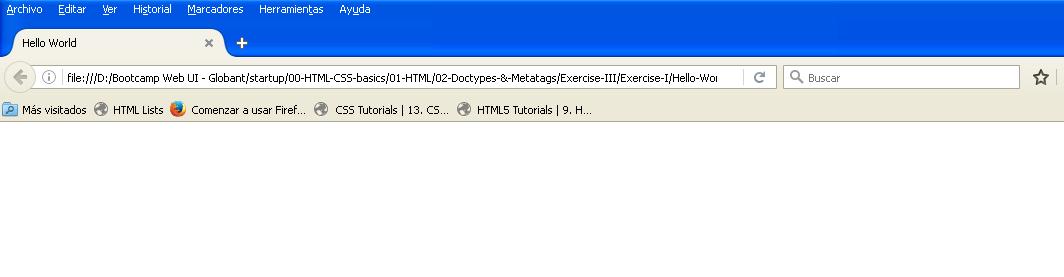 Archivo Editar Ver Historial Marcadores Herramientas Ayuda
Hello World
file:///D:/Bootcamp Web UI - Globant/startup/00-HTML-CSS-basics/01-HTML/02-Doctypes-&-Metatags/Exercise-III/Exercise-I/Hello-Wor
Buscar
Más visitados HTML Lists Comenzar a usar Firef... CSS Tutorials | 13. CS... HTML5 Tutorials | 9. H...